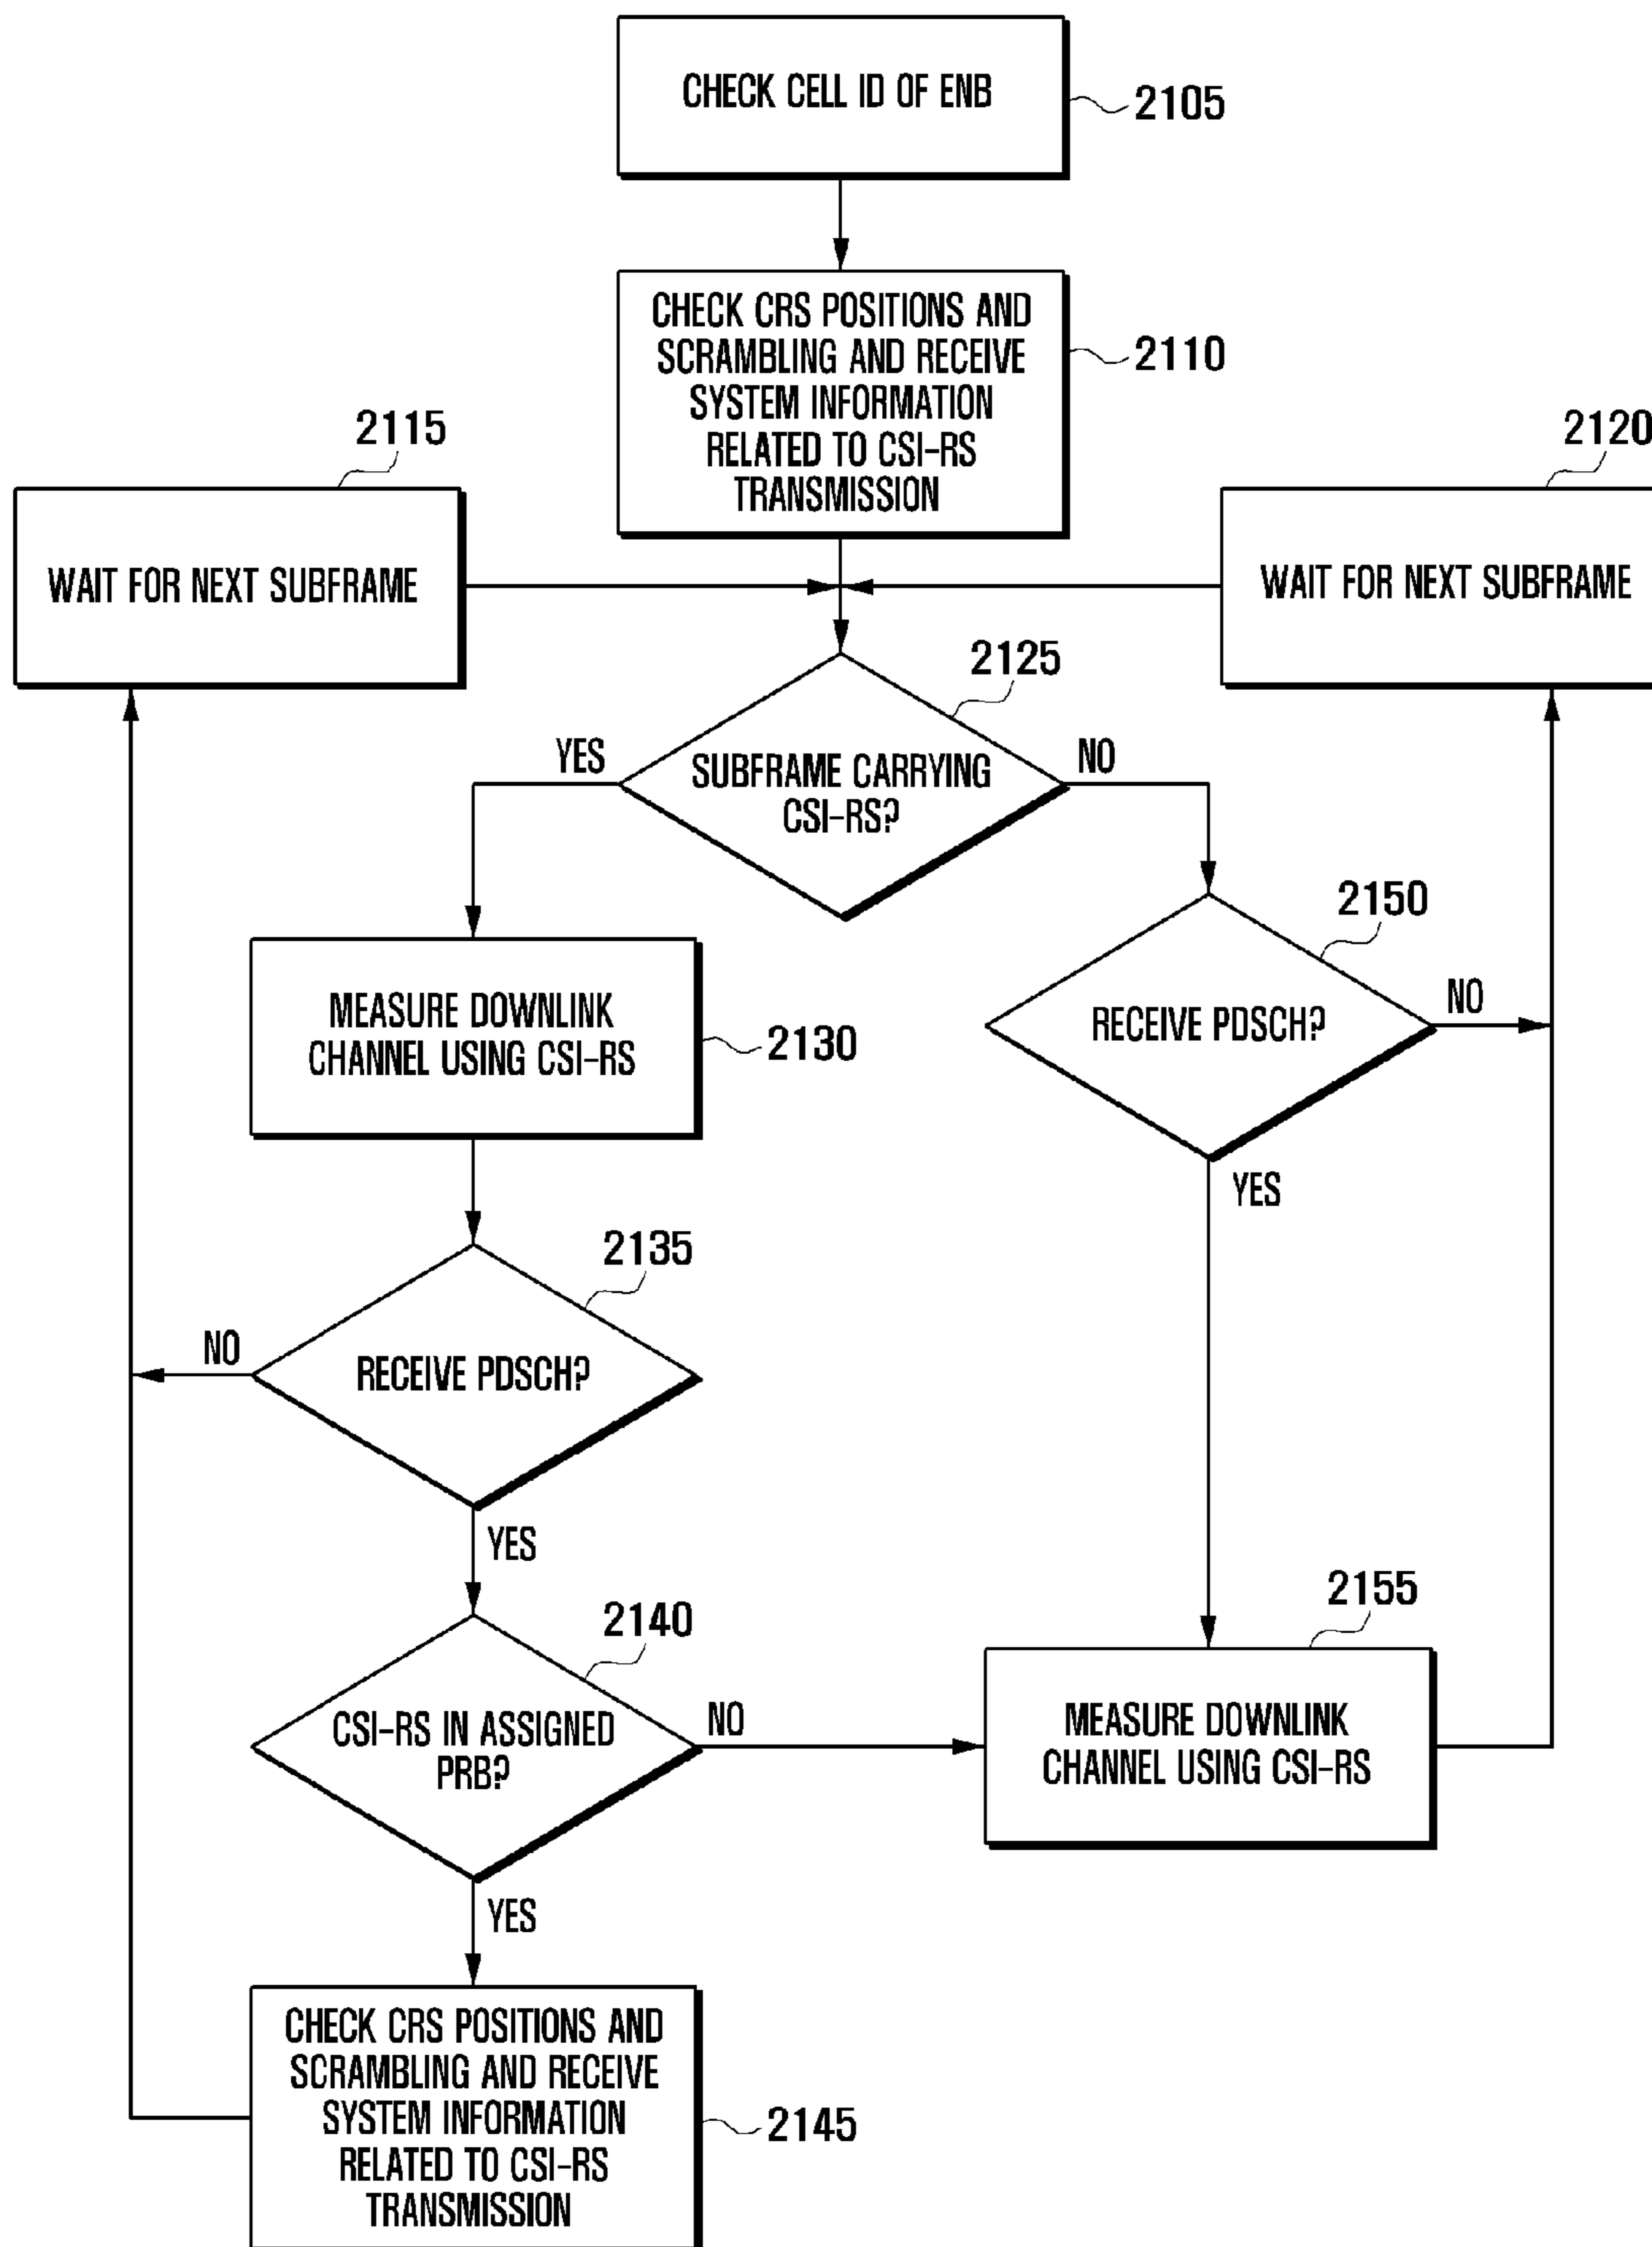 CHECK CELL ID OF ENB
2105
CHECK CRS POSITIONS AND
SCRAMBLING AND RECEIVE
SYSTEM INFORMATION
RELATED TO CSI-RS
TRANSMISSION
2110
2115
WAIT FOR NEXT SUBFRAME
2120
WAIT FOR NEXT SUBFRAME
2125
SUBFRAME CARRYING
CSI-RS?
YES
NO
2150
RECEIVE PDSCH?
NO
YES
MEASURE DOWNLINK
CHANNEL USING CSI-RS
2130
2135
RECEIVE PDSCH?
NO
YES
2140
CSI-RS IN ASSIGNED
PRB?
NO
YES
2155
MEASURE DOWNLINK
CHANNEL USING CSI-RS
CHECK CRS POSITIONS AND
SCRAMBLING AND RECEIVE
SYSTEM INFORMATION
RELATED TO CSI-RS
TRANSMISSION
2145